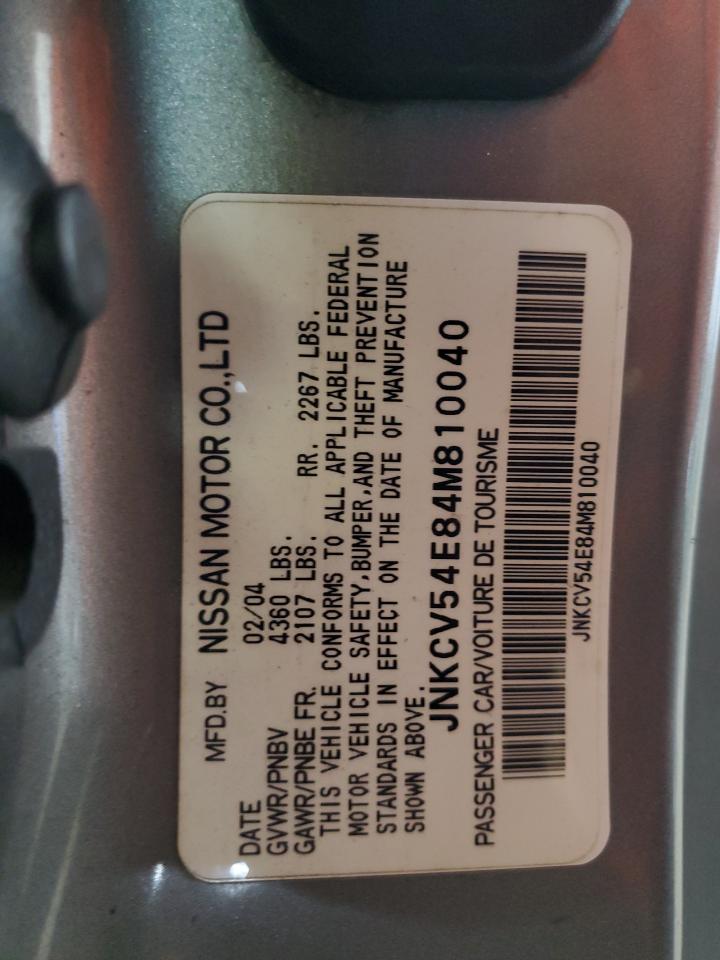 MFD.BY NISSAN MOTOR CO.,LTD
DATE 02/04
GVWR/PNBV 4360 LBS.
GAWR/PNBE FR. 2107 LBS. RR. 2267 LBS.
THIS VEHICLE CONFORMS TO ALL APPLICABLE FEDERAL
MOTOR VEHICLE SAFETY,BUMPER,AND THEFT PREVENTION
STANDARDS IN EFFECT ON THE DATE OF MANUFACTURE
SHOWN ABOVE.
JNKCV54E84M810040
PASSENGER CAR/VOITURE DE TOURISME
JNKCV54E84M810040